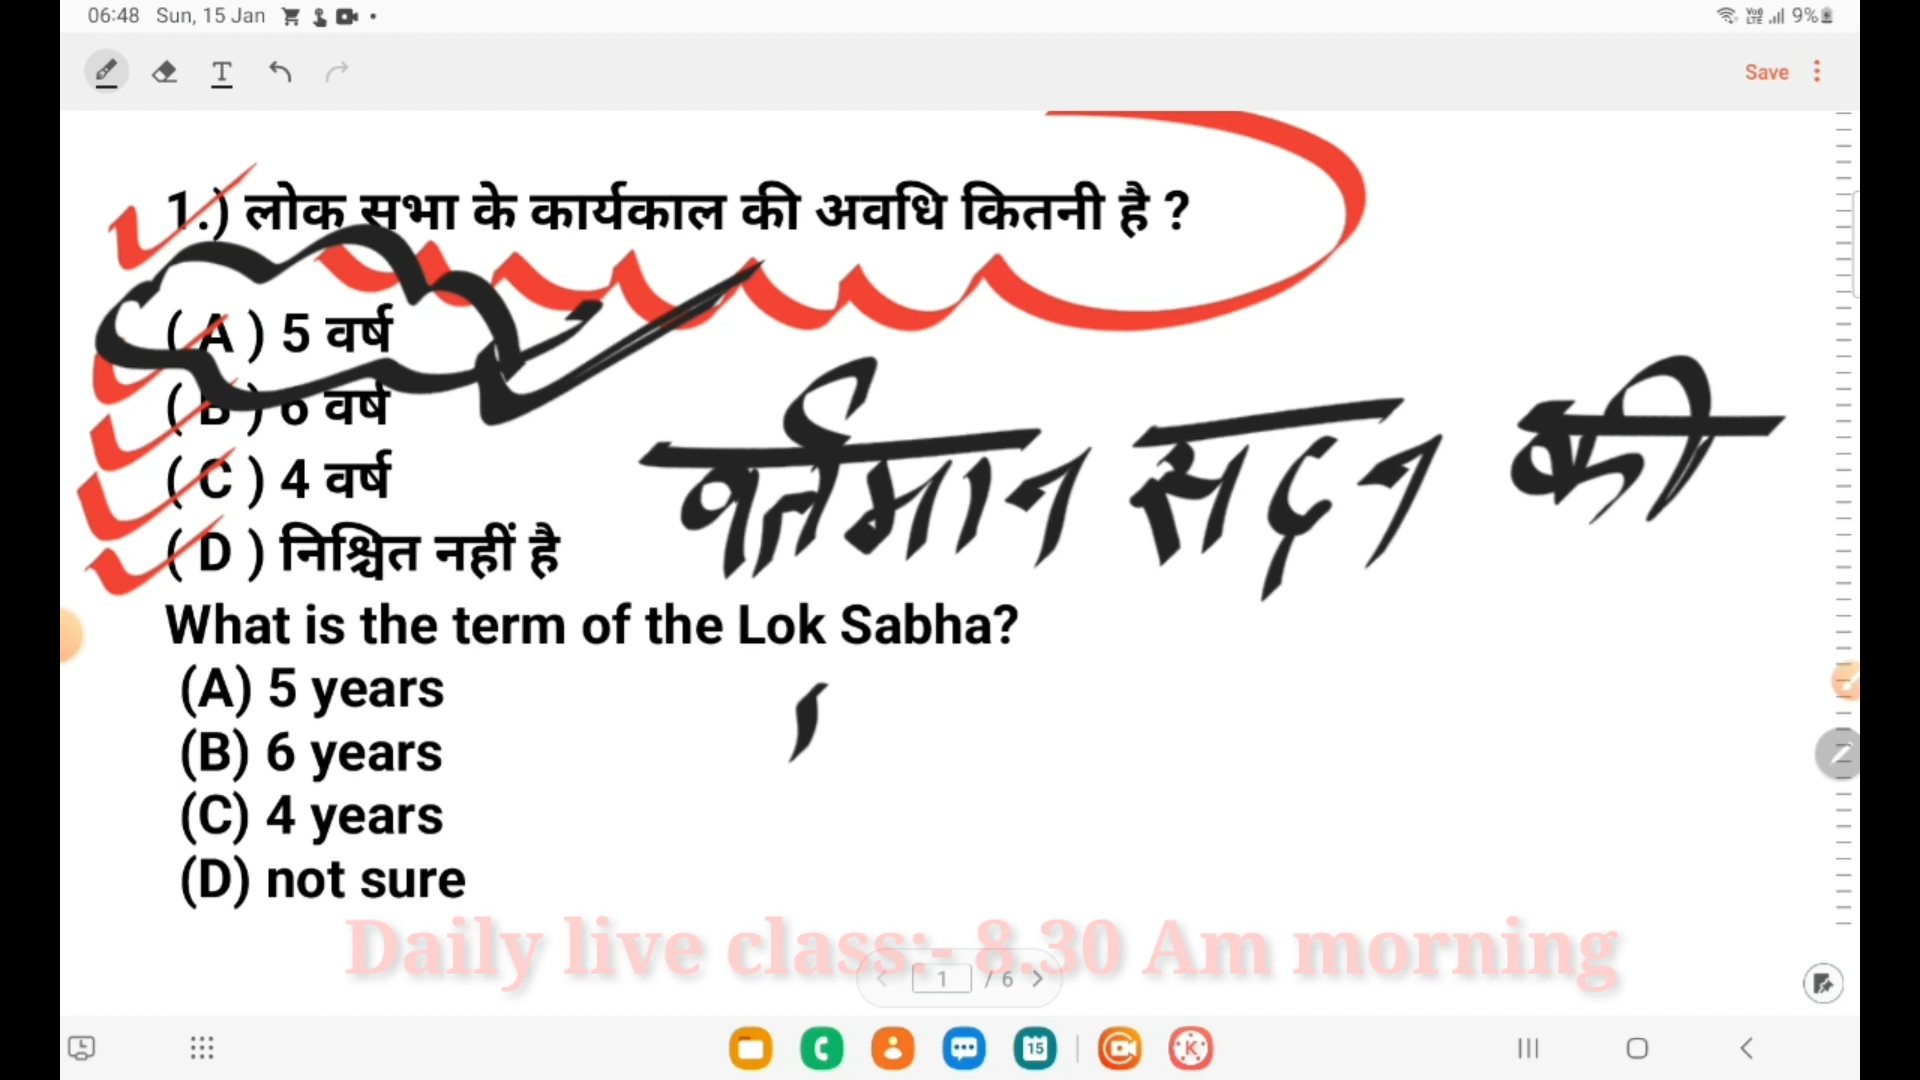 06:48 Sun, 15 Jan
9%
Save
1.) लोक सभा के कार्यकाल की अवधि कितनी है ?
( A ) 5 वर्ष
( B ) 6 वर्ष
( C ) 4 वर्ष
( D ) निश्चित नहीं है
वर्तमान सदन की
What is the term of the Lok Sabha?
(A) 5 years
(B) 6 years
(C) 4 years
(D) not sure
Daily live class:- 8.30 Am morning
1 / 6
15
K